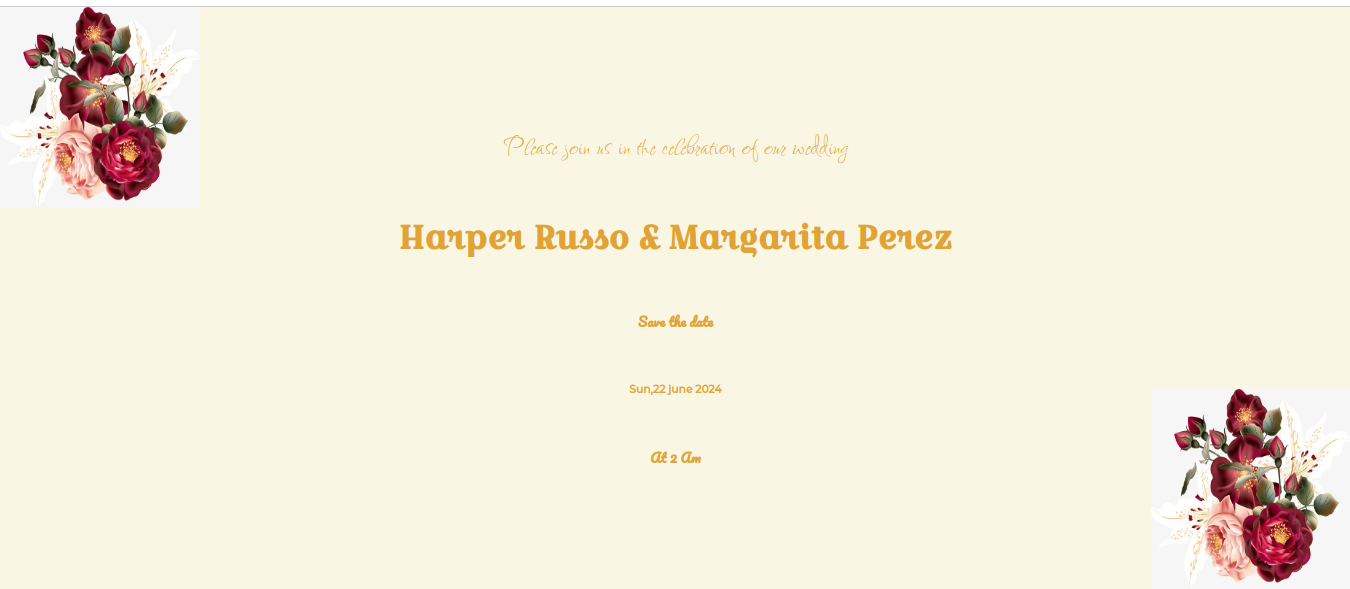 Please join us in the celebration of our wedding
Harper Russo & Margarita Perez
Save the date
Sun,22 June 2024
At 2 Am